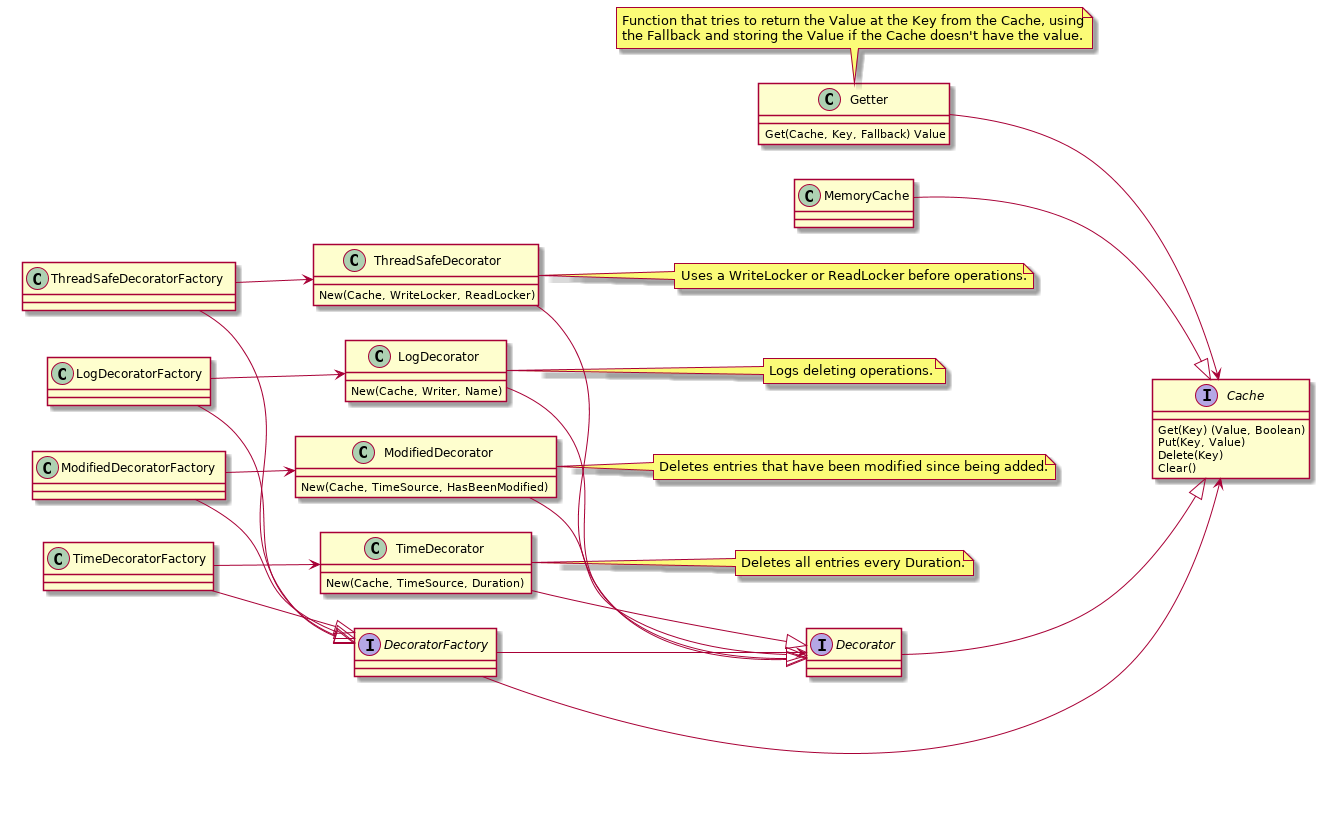 Function that tries to return the Value at the Key from the Cache, using
the Fallback and storing the Value if the Cache doesn't have the value.
C Getter
Get(Cache, Key, Fallback) Value
C MemoryCache
C ThreadSafeDecoratorFactory
C ThreadSafeDecorator
New(Cache, WriteLocker, ReadLocker)
Uses a WriteLocker or ReadLocker before operations.
C LogDecoratorFactory
C LogDecorator
New(Cache, Writer, Name)
Logs deleting operations.
I Cache
Get(Key) (Value, Boolean)
Put(Key, Value)
Delete(Key)
Clear()
C ModifiedDecoratorFactory
C ModifiedDecorator
New(Cache, TimeSource, HasBeenModified)
Deletes entries that have been modified since being added.
C TimeDecoratorFactory
C TimeDecorator
New(Cache, TimeSource, Duration)
Deletes all entries every Duration.
I DecoratorFactory
I Decorator